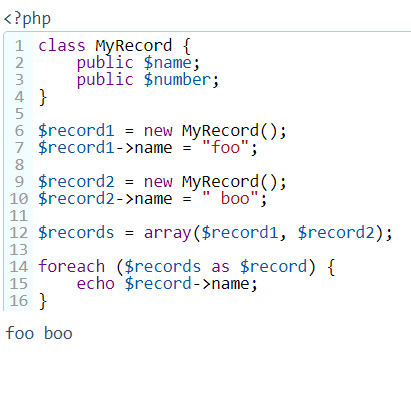 <?php
1 class MyRecord {
2     public $name;
3     public $number;
4 }
5
6 $record1 = new MyRecord();
7 $record1->name = "foo";
8
9 $record2 = new MyRecord();
10 $record2->name = " boo";
11
12 $records = array($record1, $record2);
13
14 foreach ($records as $record) {
15     echo $record->name;
16 }
foo boo